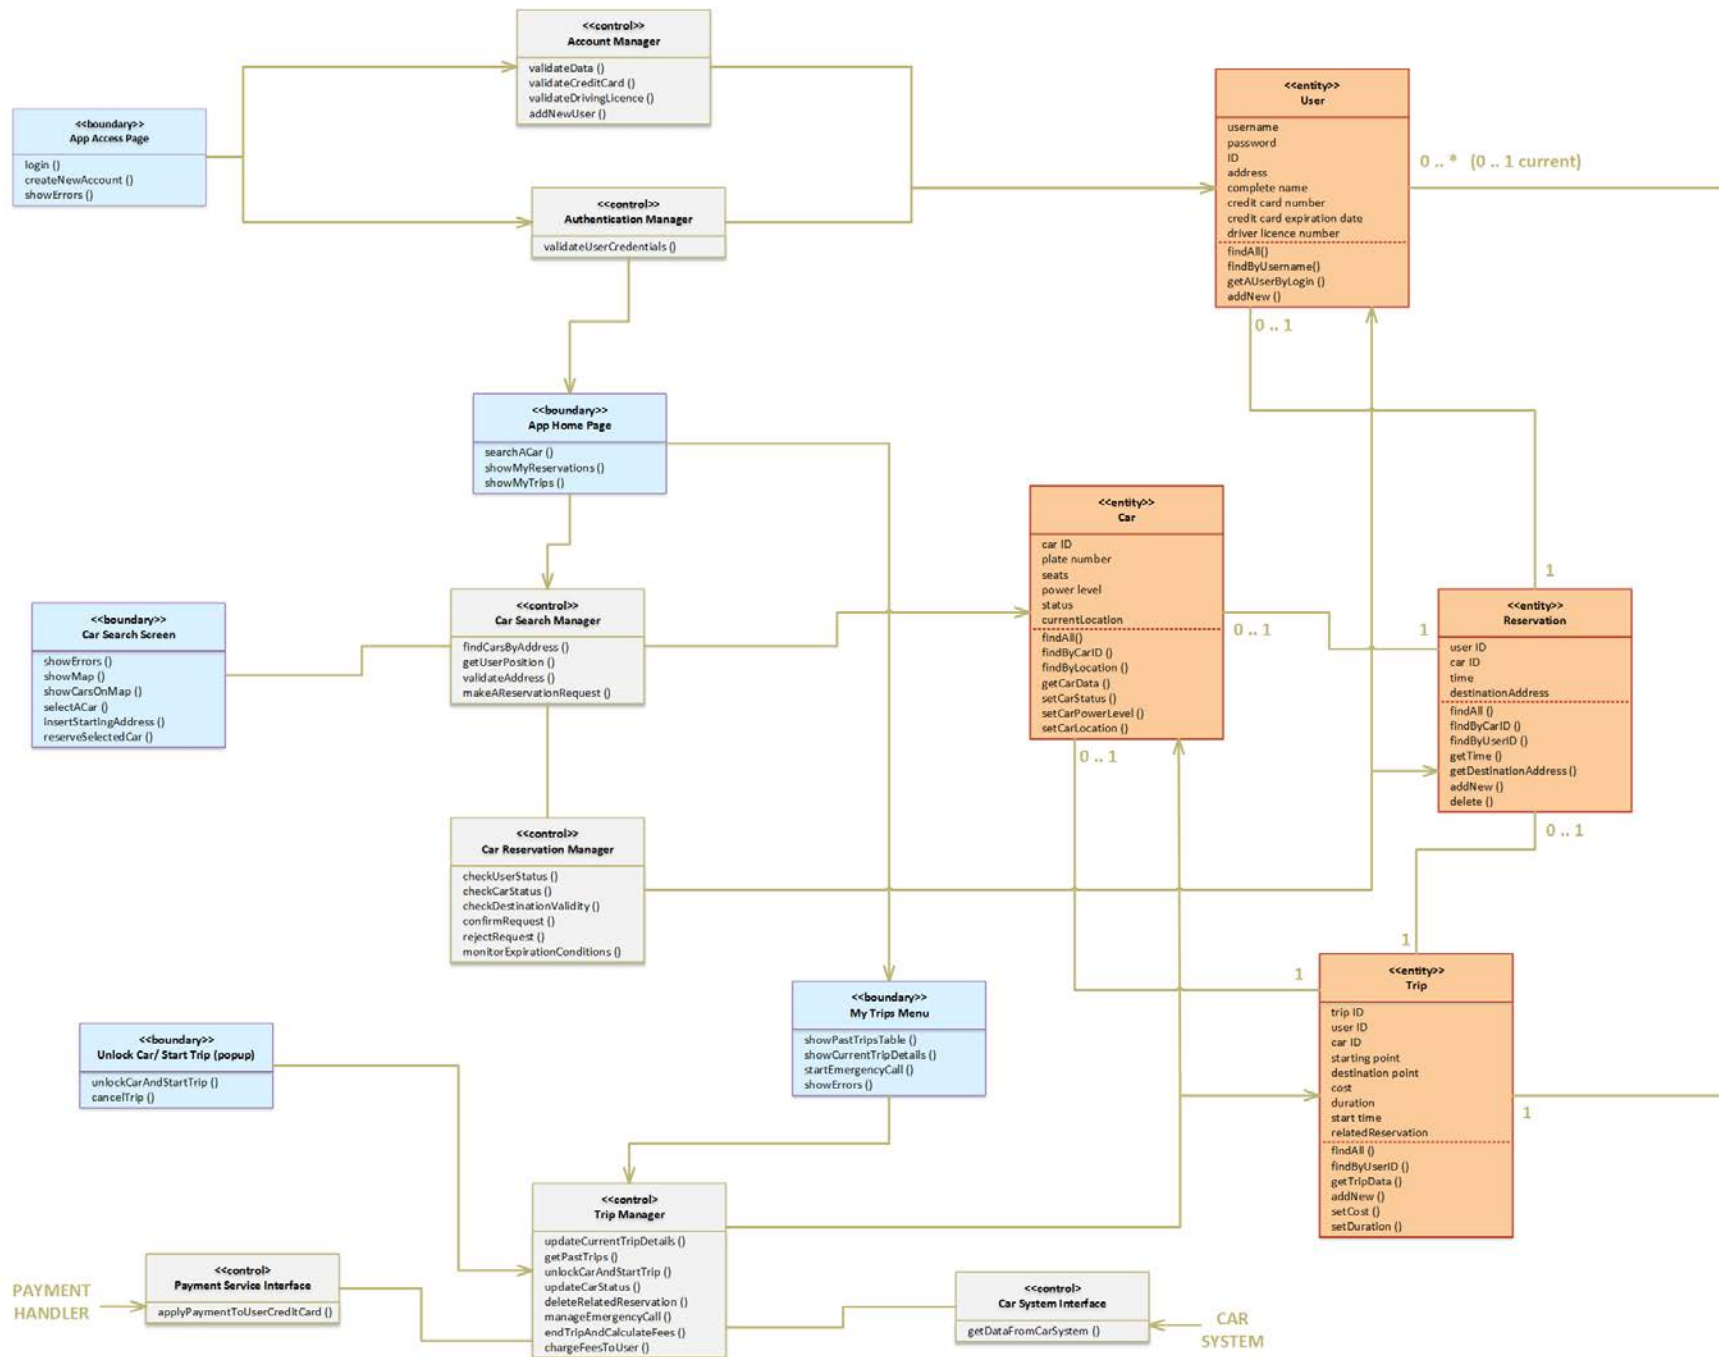 <<control>>
Account Manager
validateData ()
validateCreditCard ()
validateDrivingLicence ()
addNewUser ()
<<boundary>>
App Access Page
login ()
createNewAccount ()
showErrors ()
<<control>>
Authentication Manager
validateUserCredentials ()
<<entity>>
User
username
password
ID
address
complete name
credit card number
credit card expiration date
driver licence number
findAll()
findByUsername()
getAUserByLogin ()
addNew ()
0 .. * (0 .. 1 current)
0 .. 1
<<boundary>>
App Home Page
searchACar ()
showMyReservations ()
showMyTrips ()
<<entity>>
Car
car ID
plate number
seats
power level
status
currentLocation
findAll()
findByCarID ()
findByLocation ()
getCarData ()
setCarStatus ()
setCarPowerLevel ()
setCarLocation ()
0 .. 1
1
1
0 .. 1
<<entity>>
Reservation
user ID
car ID
time
destinationAddress
findAll ()
findByCarID ()
findByUserID ()
getTime ()
getDestinationAddress ()
addNew ()
delete ()
0 .. 1
<<boundary>>
Car Search Screen
showErrors ()
showMap ()
showCarsOnMap ()
selectACar ()
insertStartingAddress ()
reserveSelectedCar ()
<<control>>
Car Search Manager
findCarsByAddress ()
getUserPosition ()
validateAddress ()
makeAReservationRequest ()
<<control>>
Car Reservation Manager
checkUserStatus ()
checkCarStatus ()
checkDestinationValidity ()
confirmRequest ()
rejectRequest ()
monitorExpirationConditions ()
1
1
<<entity>>
Trip
trip ID
user ID
car ID
starting point
destination point
cost
duration
start time
relatedReservation
findAll ()
findByUserID ()
getTripData ()
addNew ()
setCost ()
setDuration ()
1
<<boundary>>
My Trips Menu
showPastTripsTable ()
showCurrentTripDetails ()
startEmergencyCall ()
showErrors ()
<<boundary>>
Unlock Car/ Start Trip (popup)
unlockCarAndStartTrip ()
cancelTrip ()
<<control>
Trip Manager
updateCurrentTripDetails ()
getPastTrips ()
unlockCarAndStartTrip ()
updateCarStatus ()
deleteRelatedReservation ()
manageEmergencyCall ()
endTripAndCalculateFees ()
chargeFeesToUser ()
PAYMENT
HANDLER
<<control>
Payment Service Interface
applyPaymentToUserCreditCard ()
<<control>
Car System Interface
getDataFromCarSystem ()
CAR
SYSTEM